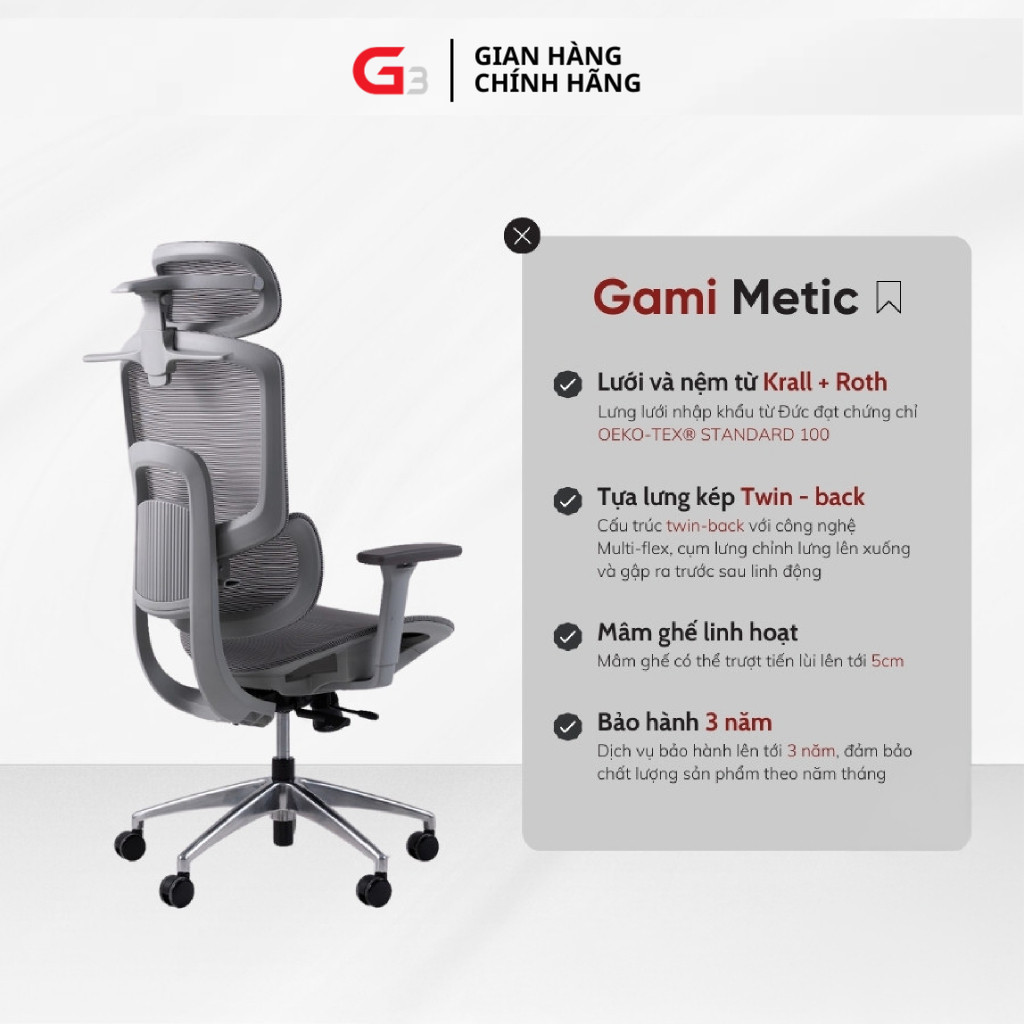 G3
GIAN HÀNG
CHÍNH HÃNG
Gami Metic
Lưới và nệm từ Krall + Roth
Lưng lưới nhập khẩu từ Đức đạt chứng chỉ
OEKO-TEX® STANDARD 100
Tựa lưng kép Twin - back
Cấu trúc twin-back với công nghệ
Multi-flex, cụm lưng chỉnh lưng lên xuống
và gập ra trước sau linh động
Mâm ghế linh hoạt
Mâm ghế có thể trượt tiến lùi lên tới 5cm
Bảo hành 3 năm
Dịch vụ bảo hành lên tới 3 năm, đảm bảo
chất lượng sản phẩm theo năm tháng